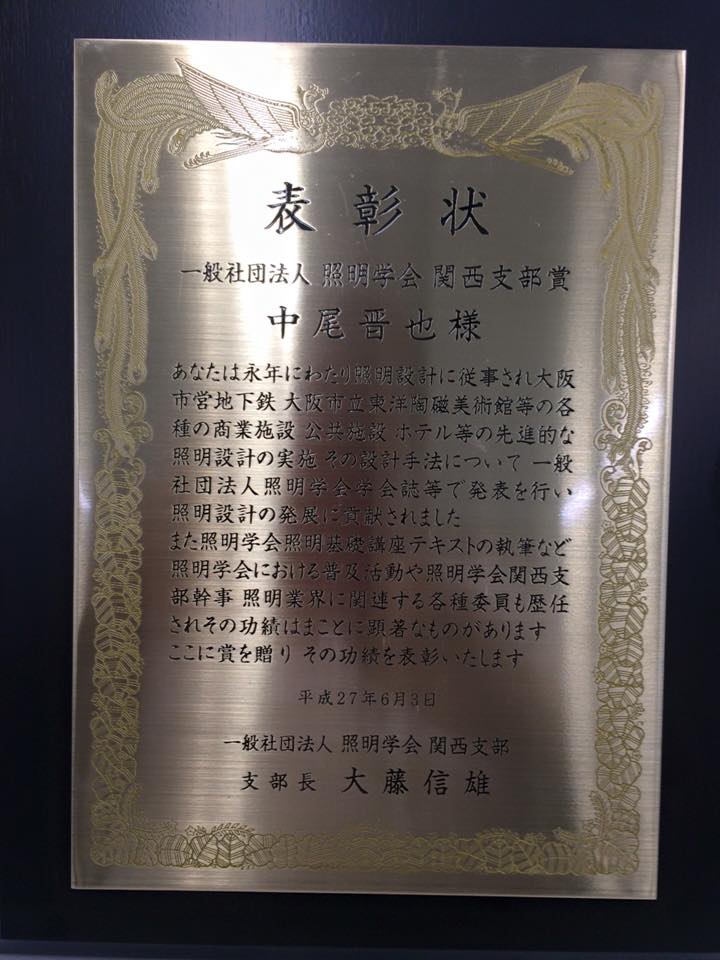 表彰状
一般社団法人 照明学会 関西支部賞
中尾晋也様
あなたは永年にわたり照明設計に従事され大阪
市営地下鉄 大阪市立東洋陶磁美術館等の各
種の商業施設 公共施設 ホテル等の先進的な
照明設計の実施 その設計手法について 一般
社団法人照明学会学会誌等で発表を行い
照明設計の発展に貢献されました
また照明学会照明基礎講座テキストの執筆など
照明学会における普及活動や照明学会関西支
部幹事 照明業界に関連する各種委員も歴任
されその功績はまことに顕著なものがあります
ここに賞を贈り その功績を表彰いたします
平成27年6月3日
一般社団法人 照明学会 関西支部
支部長 大藤信雄